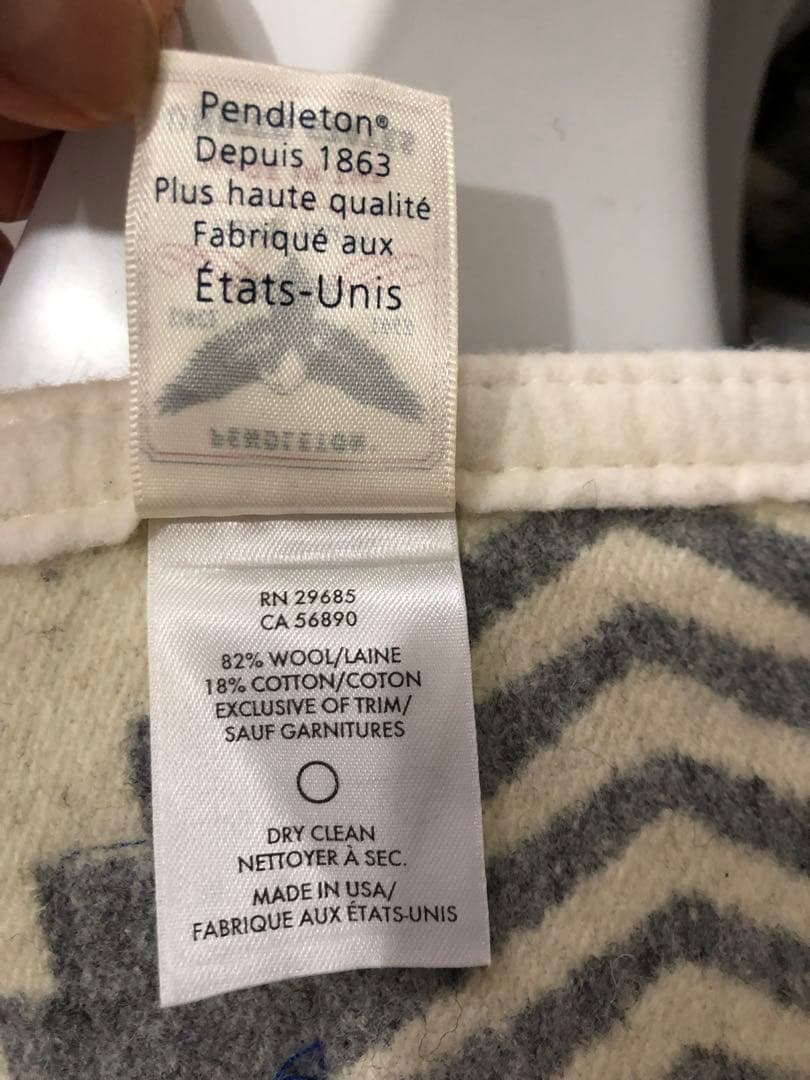 Pendleton®
Depuis 1863
Plus haute qualité
Fabriqué aux
États-Unis
PENDLETON
RN 29685
CA 56890
82% WOOL/LAINE
18% COTTON/COTON
EXCLUSIVE OF TRIM/
SAUF GARNITURES
DRY CLEAN
NETTOYER À SEC.
MADE IN USA/
FABRIQUE AUX ÉTATS-UNIS